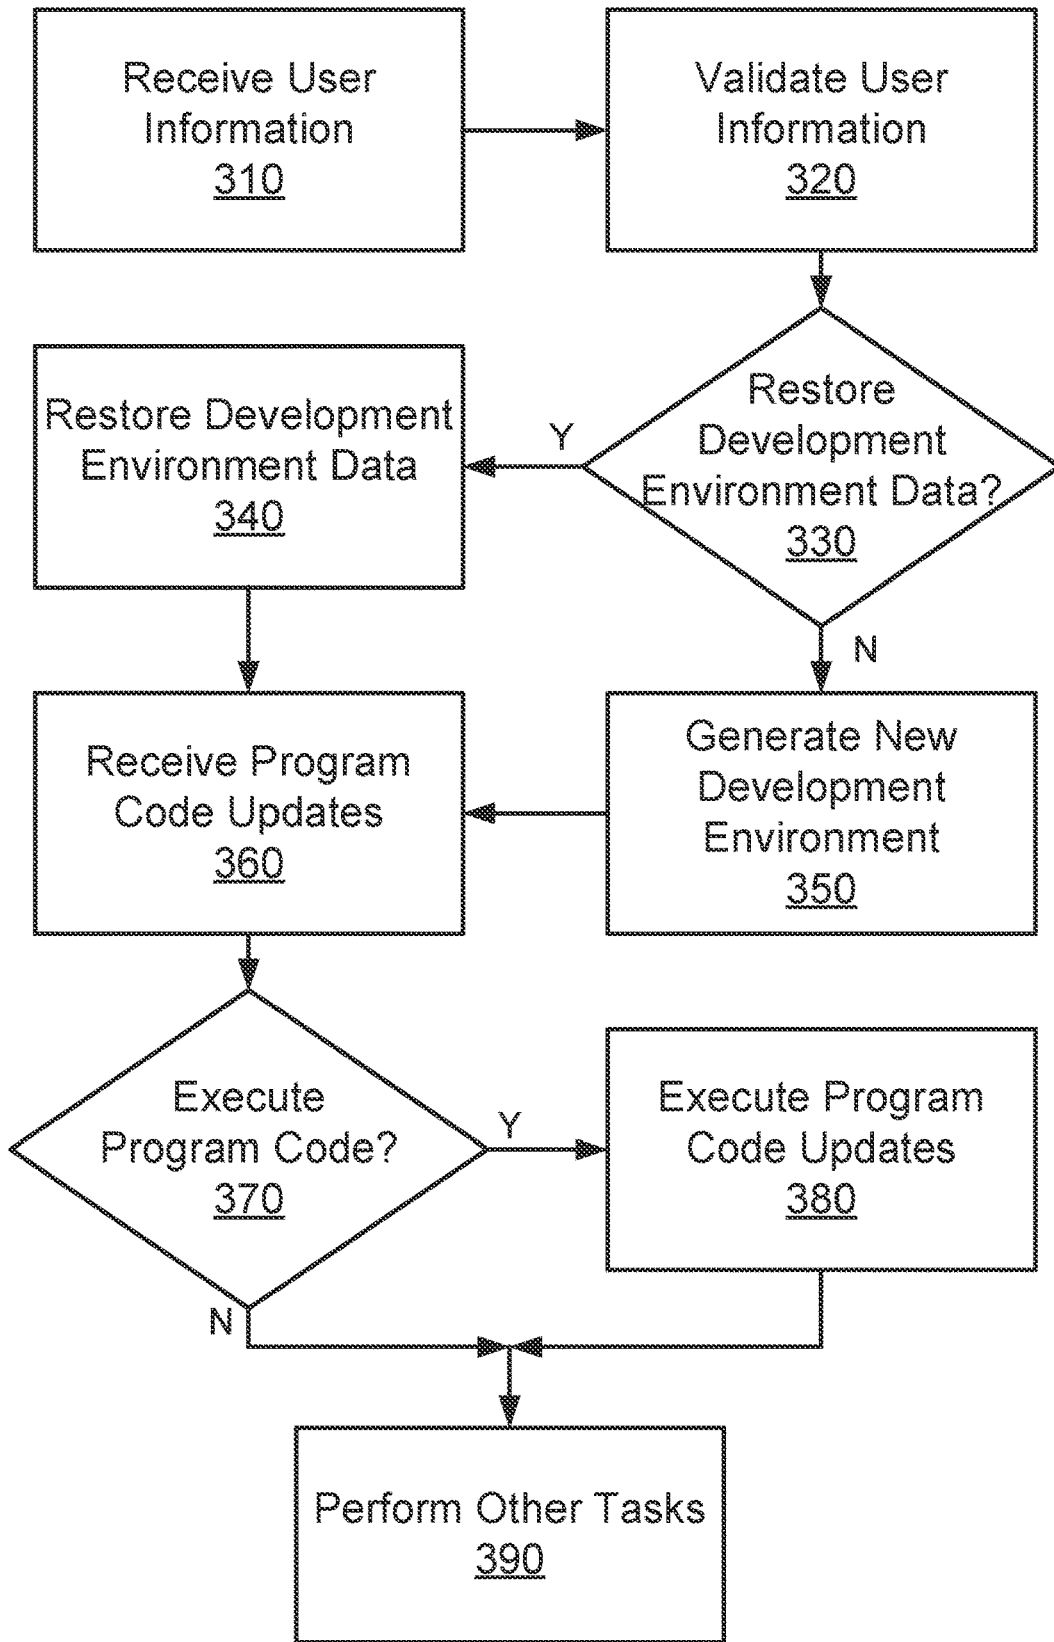 Receive User
Information
310
Validate User
Information
320
Restore
Development
Environment Data?
330
Y
N
Restore Development
Environment Data
340
Generate New
Development
Environment
350
Receive Program
Code Updates
360
Execute
Program Code?
370
Y
N
Execute Program
Code Updates
380
Perform Other Tasks
390